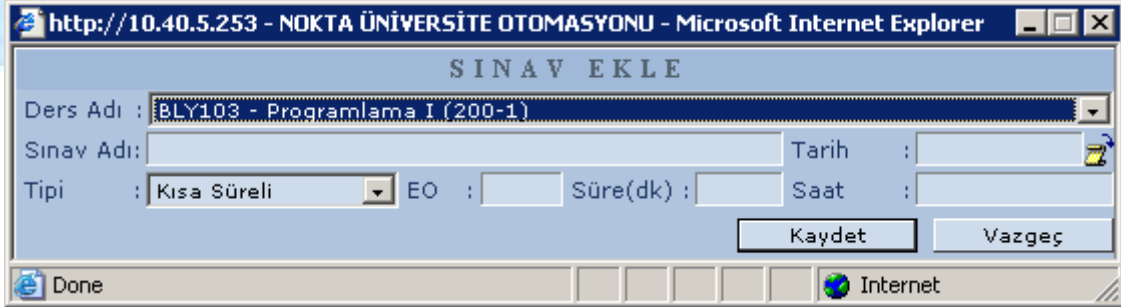 http://10.40.5.253 - NOKTA ÜNİVERSİTE OTOMASYONU - Microsoft Internet Explorer
SINAV EKLE
Ders Adı : BLY103 - Programlama I (200-1)
Sınav Adı: Tarih :
Tipi : Kısa Süreli EO : Süre(dk) : Saat :
Kaydet Vazgeç
Done Internet